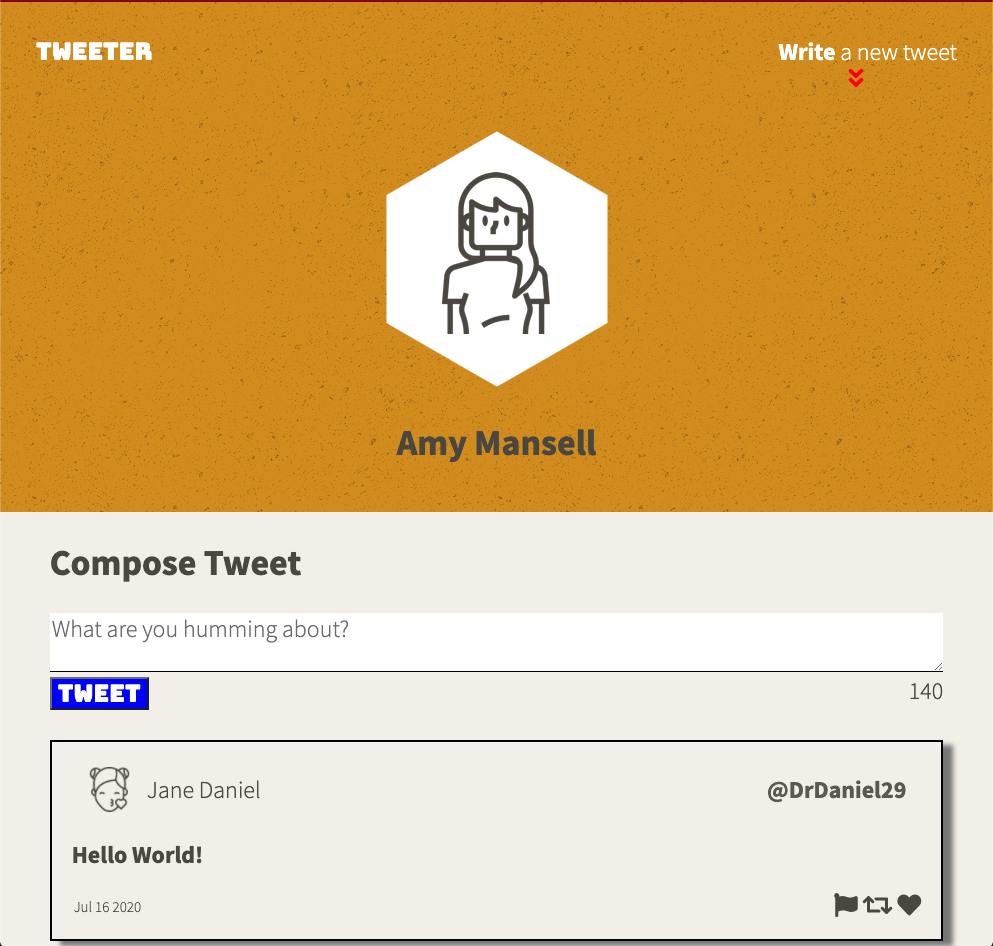 TWEETER
Write a new tweet
Amy Mansell
Compose Tweet
What are you humming about?
TWEET
140
Jane Daniel
@DrDaniel29
Hello World!
Jul 16 2020